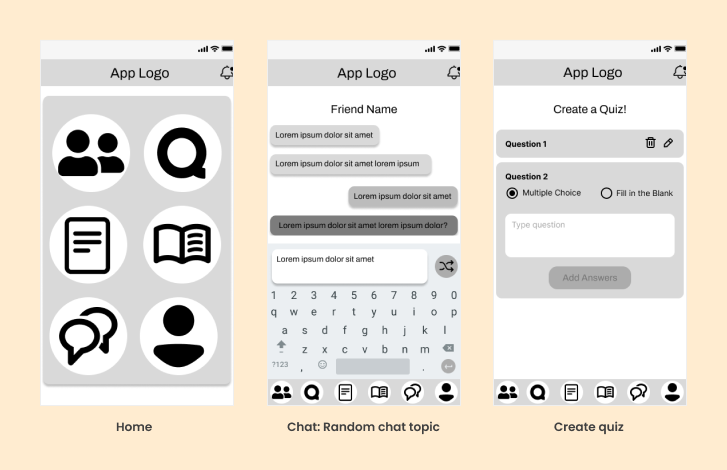 App Logo
Home
App Logo
Friend Name
Lorem ipsum dolor sit amet
Lorem ipsum dolor sit amet lorem ipsum
Lorem ipsum dolor sit amet
Lorem ipsum dolor sit amet lorem ipsum dolor?
Lorem ipsum dolor sit amet
1 2 3 4 5 6 7 8 9 0
q w e r t y u i o p
a s d f g h j k l
z x c v b n m
?123 , .
Chat: Random chat topic
App Logo
Create a Quiz!
Question 1
Question 2
Multiple Choice Fill in the Blank
Type question
Add Answers
Create quiz